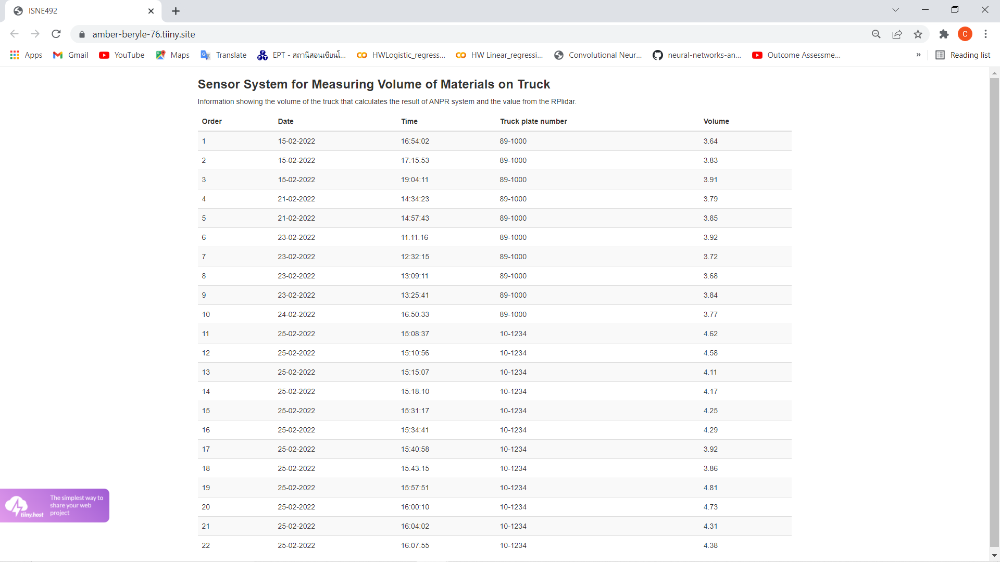 ISNE492
amber-beryle-76.tiiny.site
C
Apps Gmail YouTube Maps Translate EPT - สถานีสอนเขียนโ... HWLogistic_regress... HW Linear_regressi... Convolutional Neur... neural-networks-an... Outcome Assessme... » Reading list
Sensor System for Measuring Volume of Materials on Truck
Information showing the volume of the truck that calculates the result of ANPR system and the value from the RPlidar.
Order Date Time Truck plate number Volume
1 15-02-2022 16:54:02 89-1000 3.64
2 15-02-2022 17:15:53 89-1000 3.83
3 15-02-2022 19:04:11 89-1000 3.91
4 21-02-2022 14:34:23 89-1000 3.79
5 21-02-2022 14:57:43 89-1000 3.85
6 23-02-2022 11:11:16 89-1000 3.92
7 23-02-2022 12:32:15 89-1000 3.72
8 23-02-2022 13:09:11 89-1000 3.68
9 23-02-2022 13:25:41 89-1000 3.84
10 24-02-2022 16:50:33 89-1000 3.77
11 25-02-2022 15:08:37 10-1234 4.62
12 25-02-2022 15:10:56 10-1234 4.58
13 25-02-2022 15:15:07 10-1234 4.11
14 25-02-2022 15:18:10 10-1234 4.17
15 25-02-2022 15:31:17 10-1234 4.25
16 25-02-2022 15:34:41 10-1234 4.29
17 25-02-2022 15:40:58 10-1234 3.92
18 25-02-2022 15:43:15 10-1234 3.86
19 25-02-2022 15:57:51 10-1234 4.81
20 25-02-2022 16:00:10 10-1234 4.73
21 25-02-2022 16:04:02 10-1234 4.31
22 25-02-2022 16:07:55 10-1234 4.38
tiiny.host
The simplest way to
share your web
project